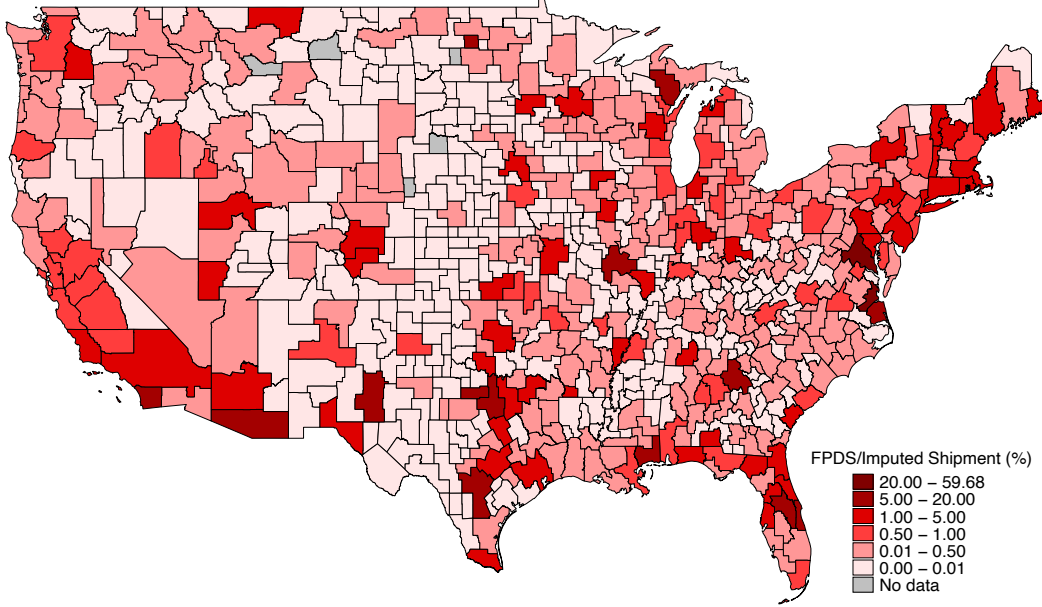 FPDS/Imputed Shipment (%)
20.00 – 59.68
5.00 – 20.00
1.00 – 5.00
0.50 – 1.00
0.01 – 0.50
0.00 – 0.01
No data